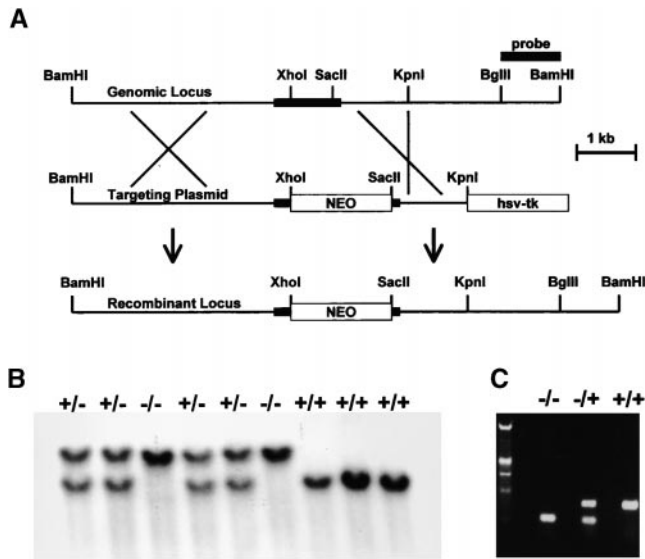 A
probe
BamHI XhoI SacII KpnI BglII BamHI
Genomic Locus
1 kb
BamHI XhoI SacII KpnI
Targeting Plasmid NEO hsv-tk
BamHI XhoI SacII KpnI BglII BamHI
Recombinant Locus NEO
B
+/- +/- -/- +/- +/- -/- +/+ +/+ +/+
C
-/- -/+ +/+